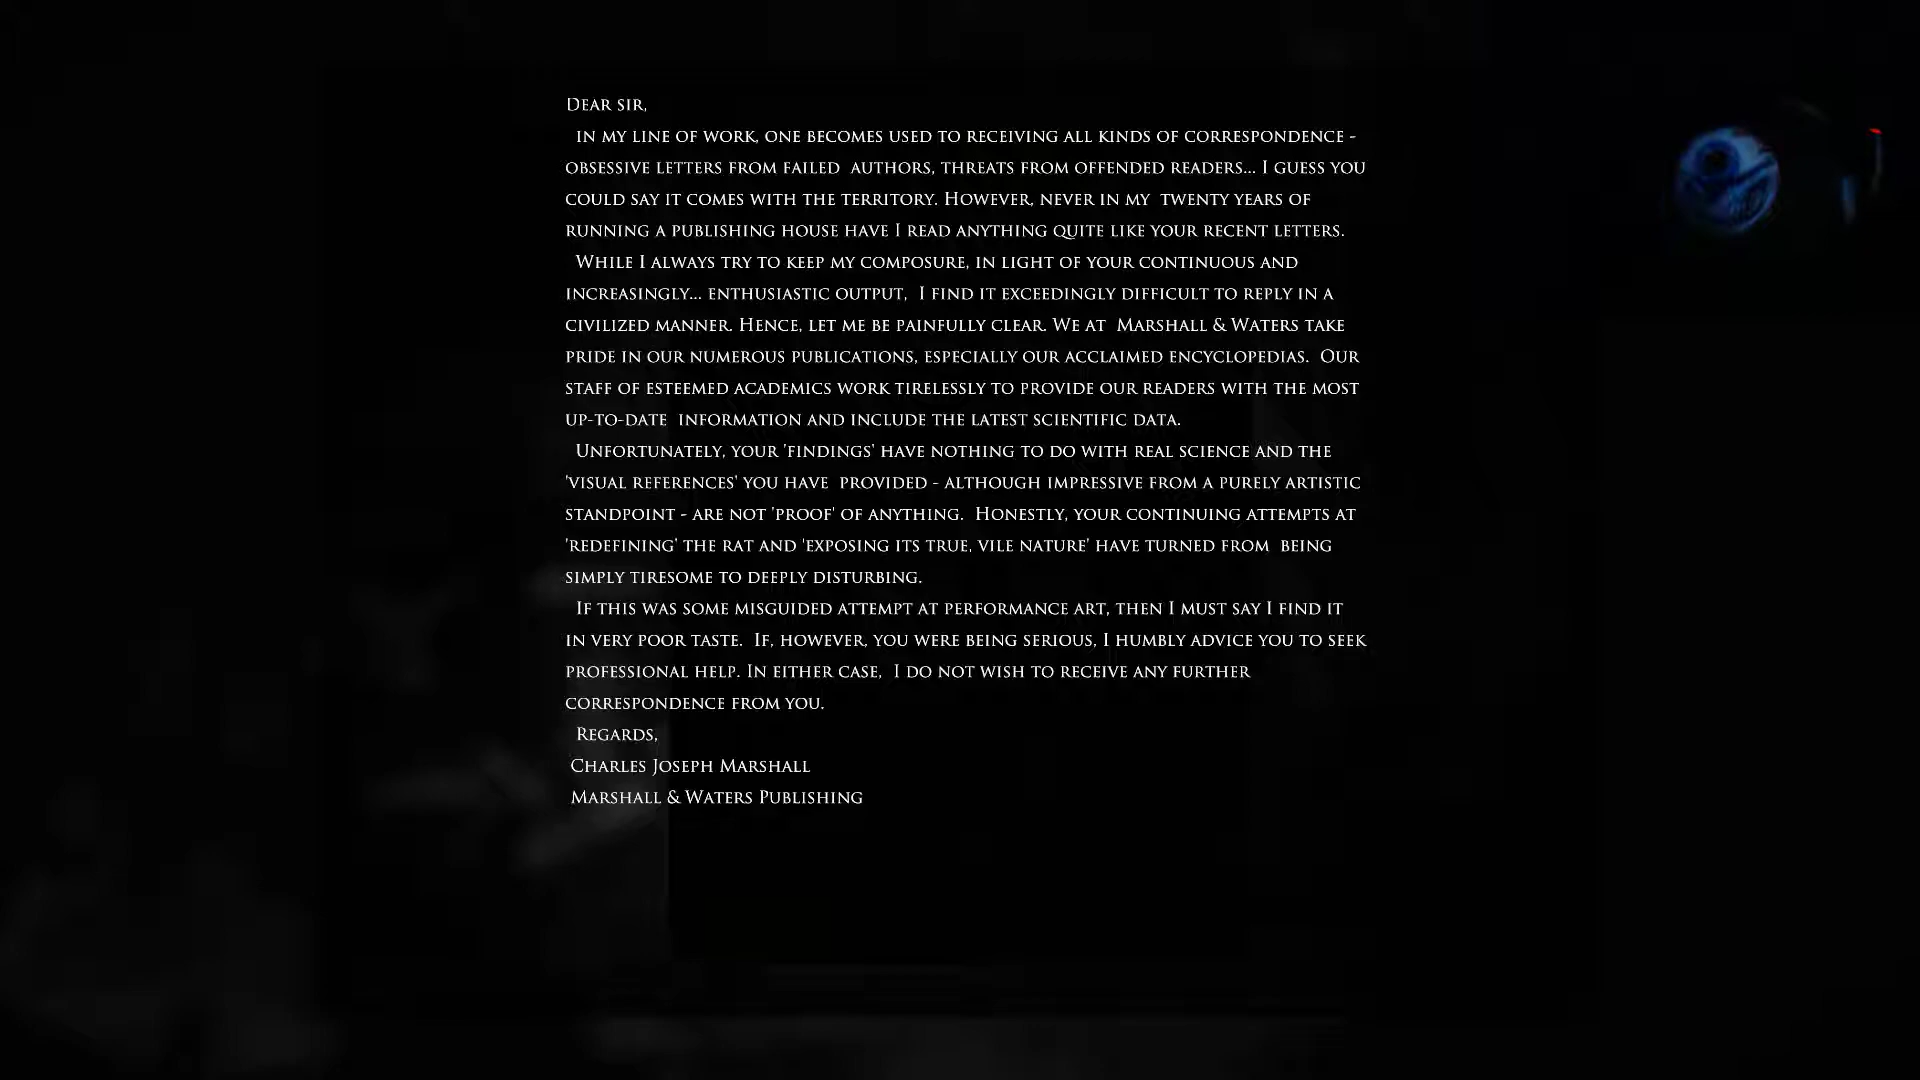 Dear sir,
in my line of work, one becomes used to receiving all kinds of correspondence -
obsessive letters from failed authors, threats from offended readers... I guess you
could say it comes with the territory. However, never in my twenty years of
running a publishing house have I read anything quite like your recent letters.
While I always try to keep my composure, in light of your continuous and
increasingly... enthusiastic output, I find it exceedingly difficult to reply in a
civilized manner. Hence, let me be painfully clear. We at Marshall & Waters take
pride in our numerous publications, especially our acclaimed encyclopedias. Our
staff of esteemed academics work tirelessly to provide our readers with the most
up-to-date information and include the latest scientific data.
Unfortunately, your 'findings' have nothing to do with real science and the
'visual references' you have provided - although impressive from a purely artistic
standpoint - are not 'proof' of anything. Honestly, your continuing attempts at
'redefining' the rat and 'exposing its true, vile nature' have turned from being
simply tiresome to deeply disturbing.
If this was some misguided attempt at performance art, then I must say I find it
in very poor taste. If, however, you were being serious, I humbly advice you to seek
professional help. In either case, I do not wish to receive any further
correspondence from you.
Regards,
Charles Joseph Marshall
Marshall & Waters Publishing